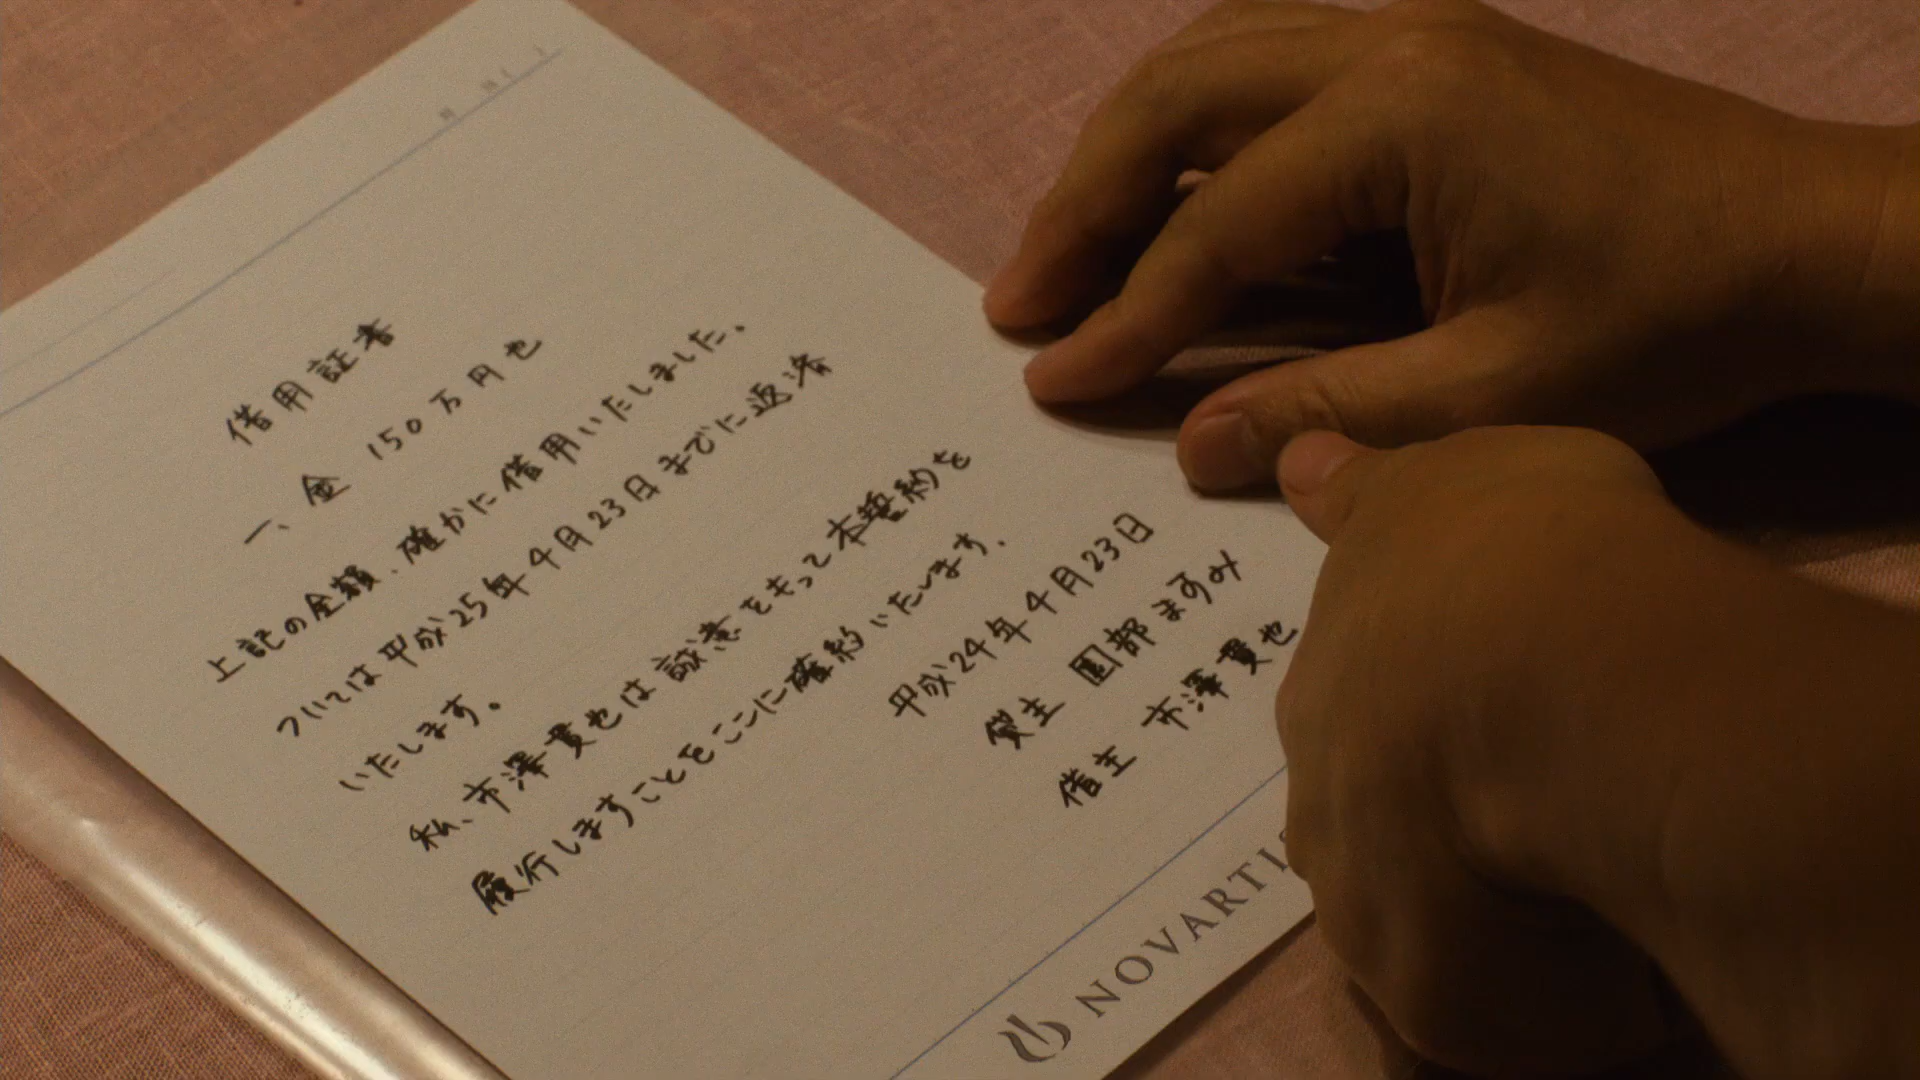 借用証書
一、金 150万円也
上記の金額、確かに借用いたしました。
ついては平成25年4月23日までに返済
いたします。
私、市澤貫也は誠意をもって本誓約を
履行しますことをここに確約いたします。
平成24年4月23日
貸主 園部ますみ
借主 市澤貫也
NOVARTIS